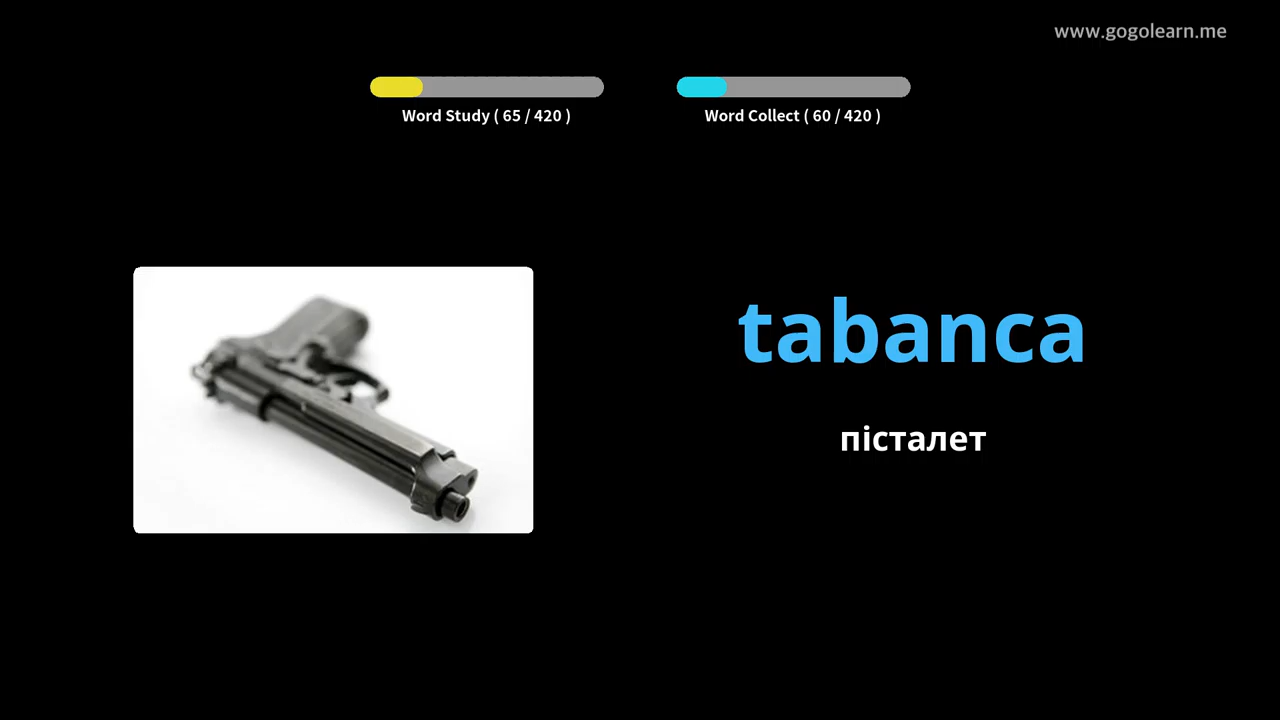 www.gogolearn.me
Word Study ( 65 / 420 )
Word Collect ( 60 / 420 )
tabanca
пісталет